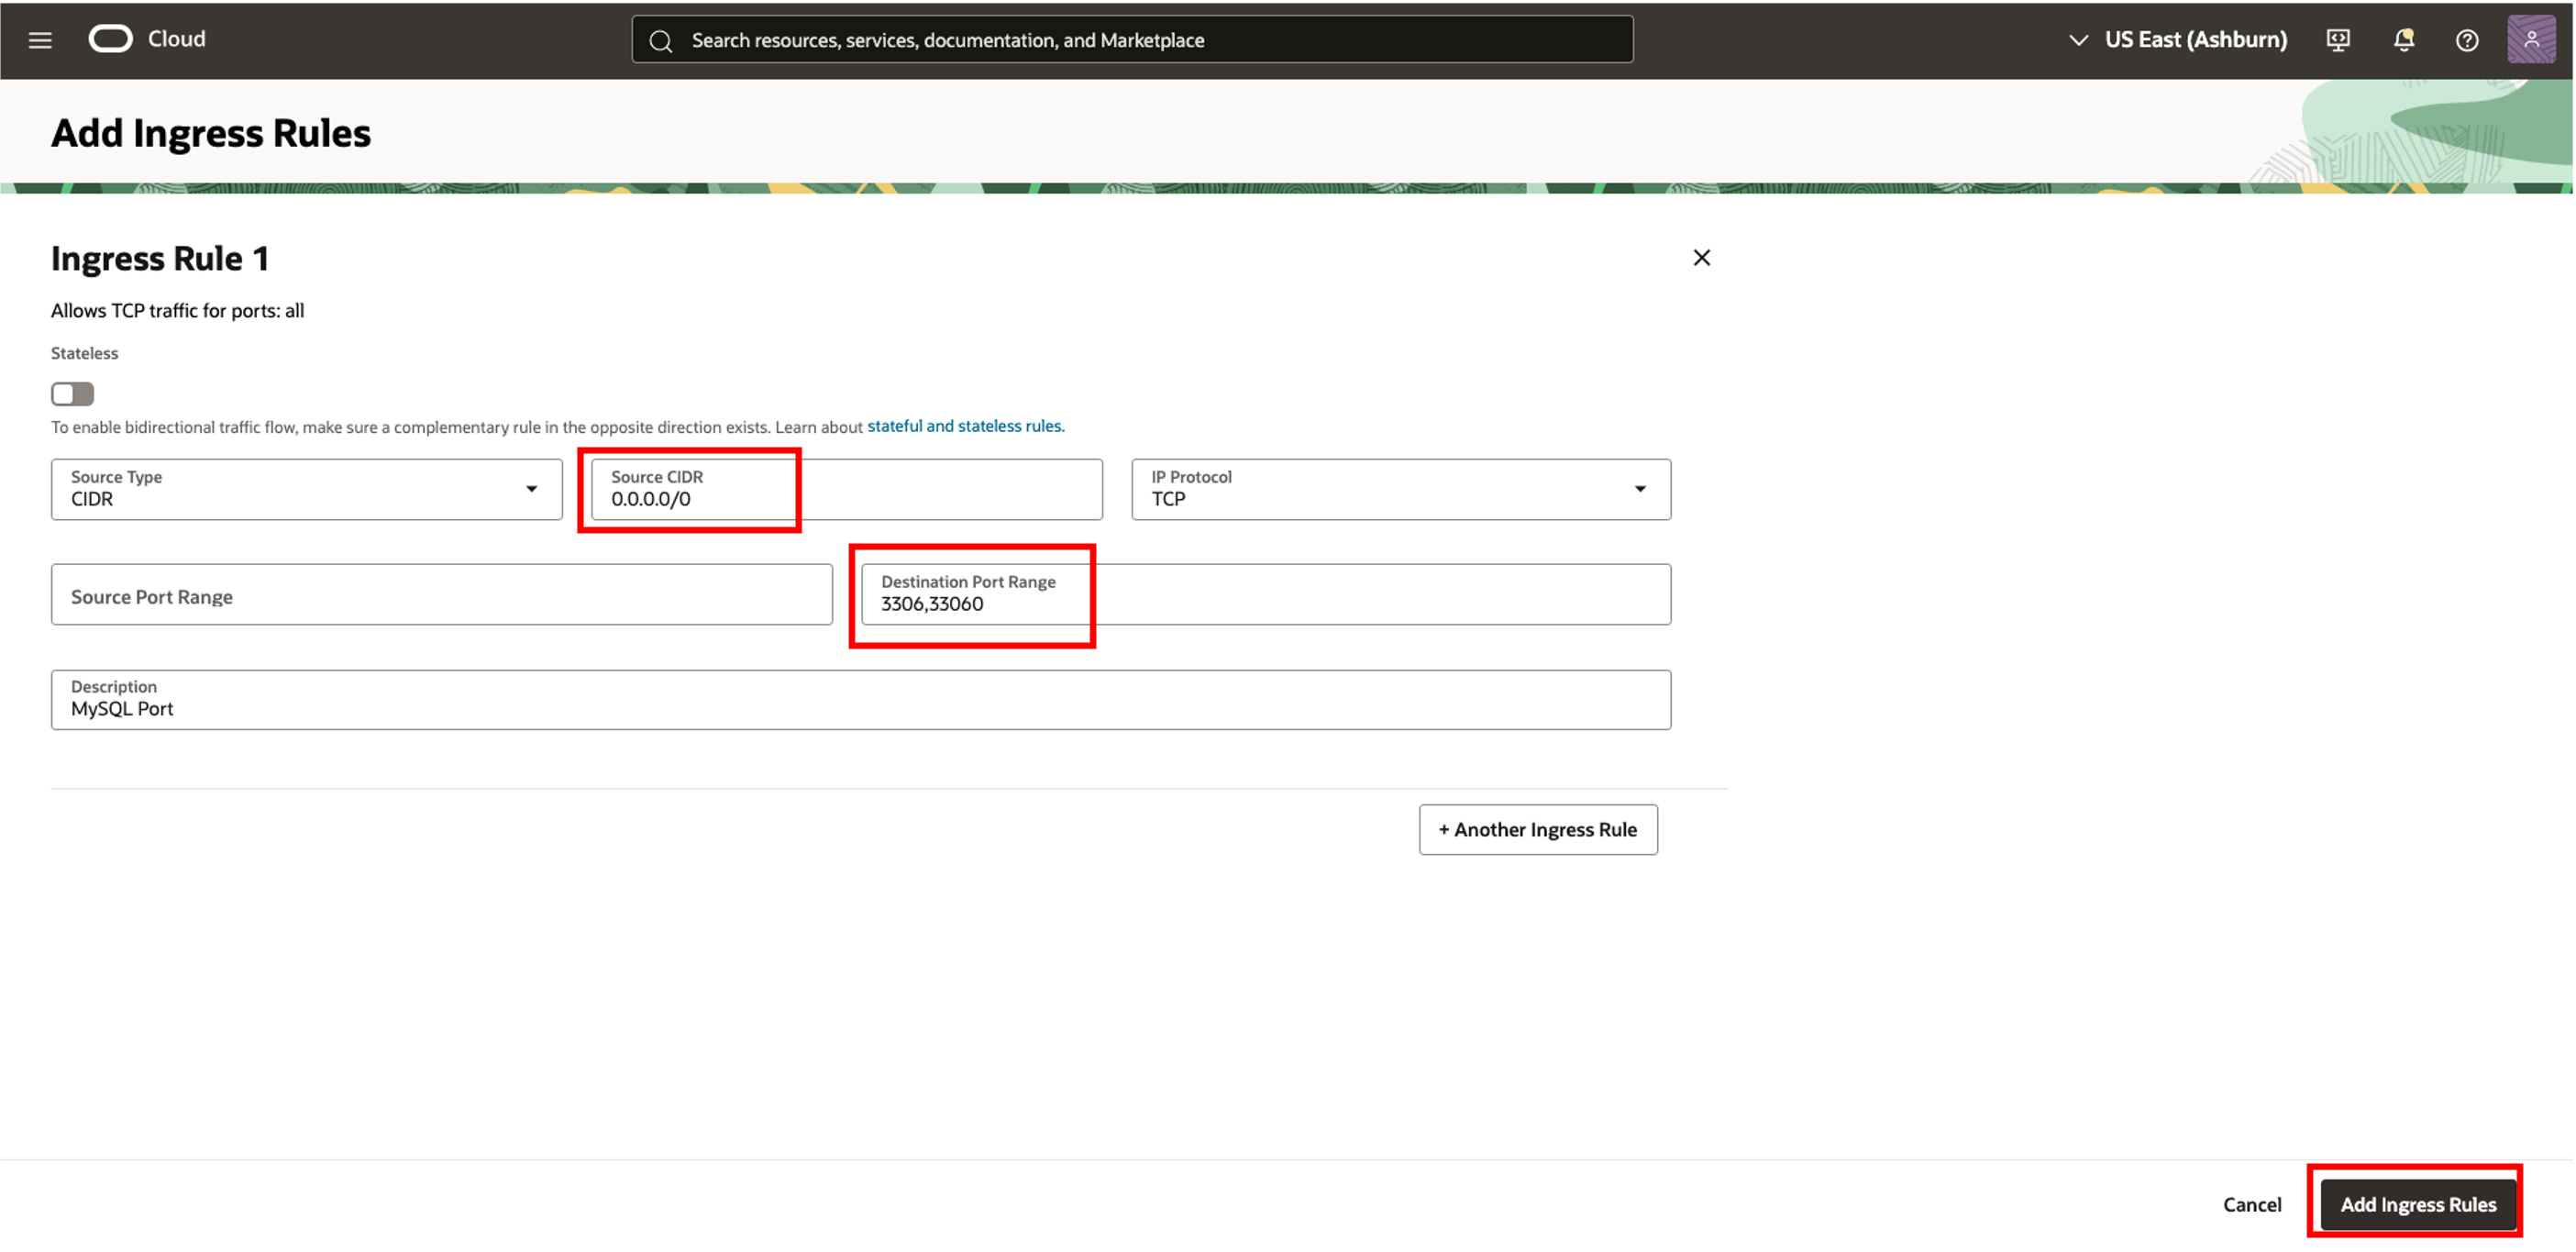 Cloud
Search resources, services, documentation, and Marketplace
US East (Ashburn)
Add Ingress Rules
Ingress Rule 1
Allows TCP traffic for ports: all
Stateless
To enable bidirectional traffic flow, make sure a complementary rule in the opposite direction exists. Learn about stateful and stateless rules.
Source Type
CIDR
Source CIDR
0.0.0.0/0
IP Protocol
TCP
Source Port Range
Destination Port Range
3306,33060
Description
MySQL Port
+ Another Ingress Rule
Cancel
Add Ingress Rules